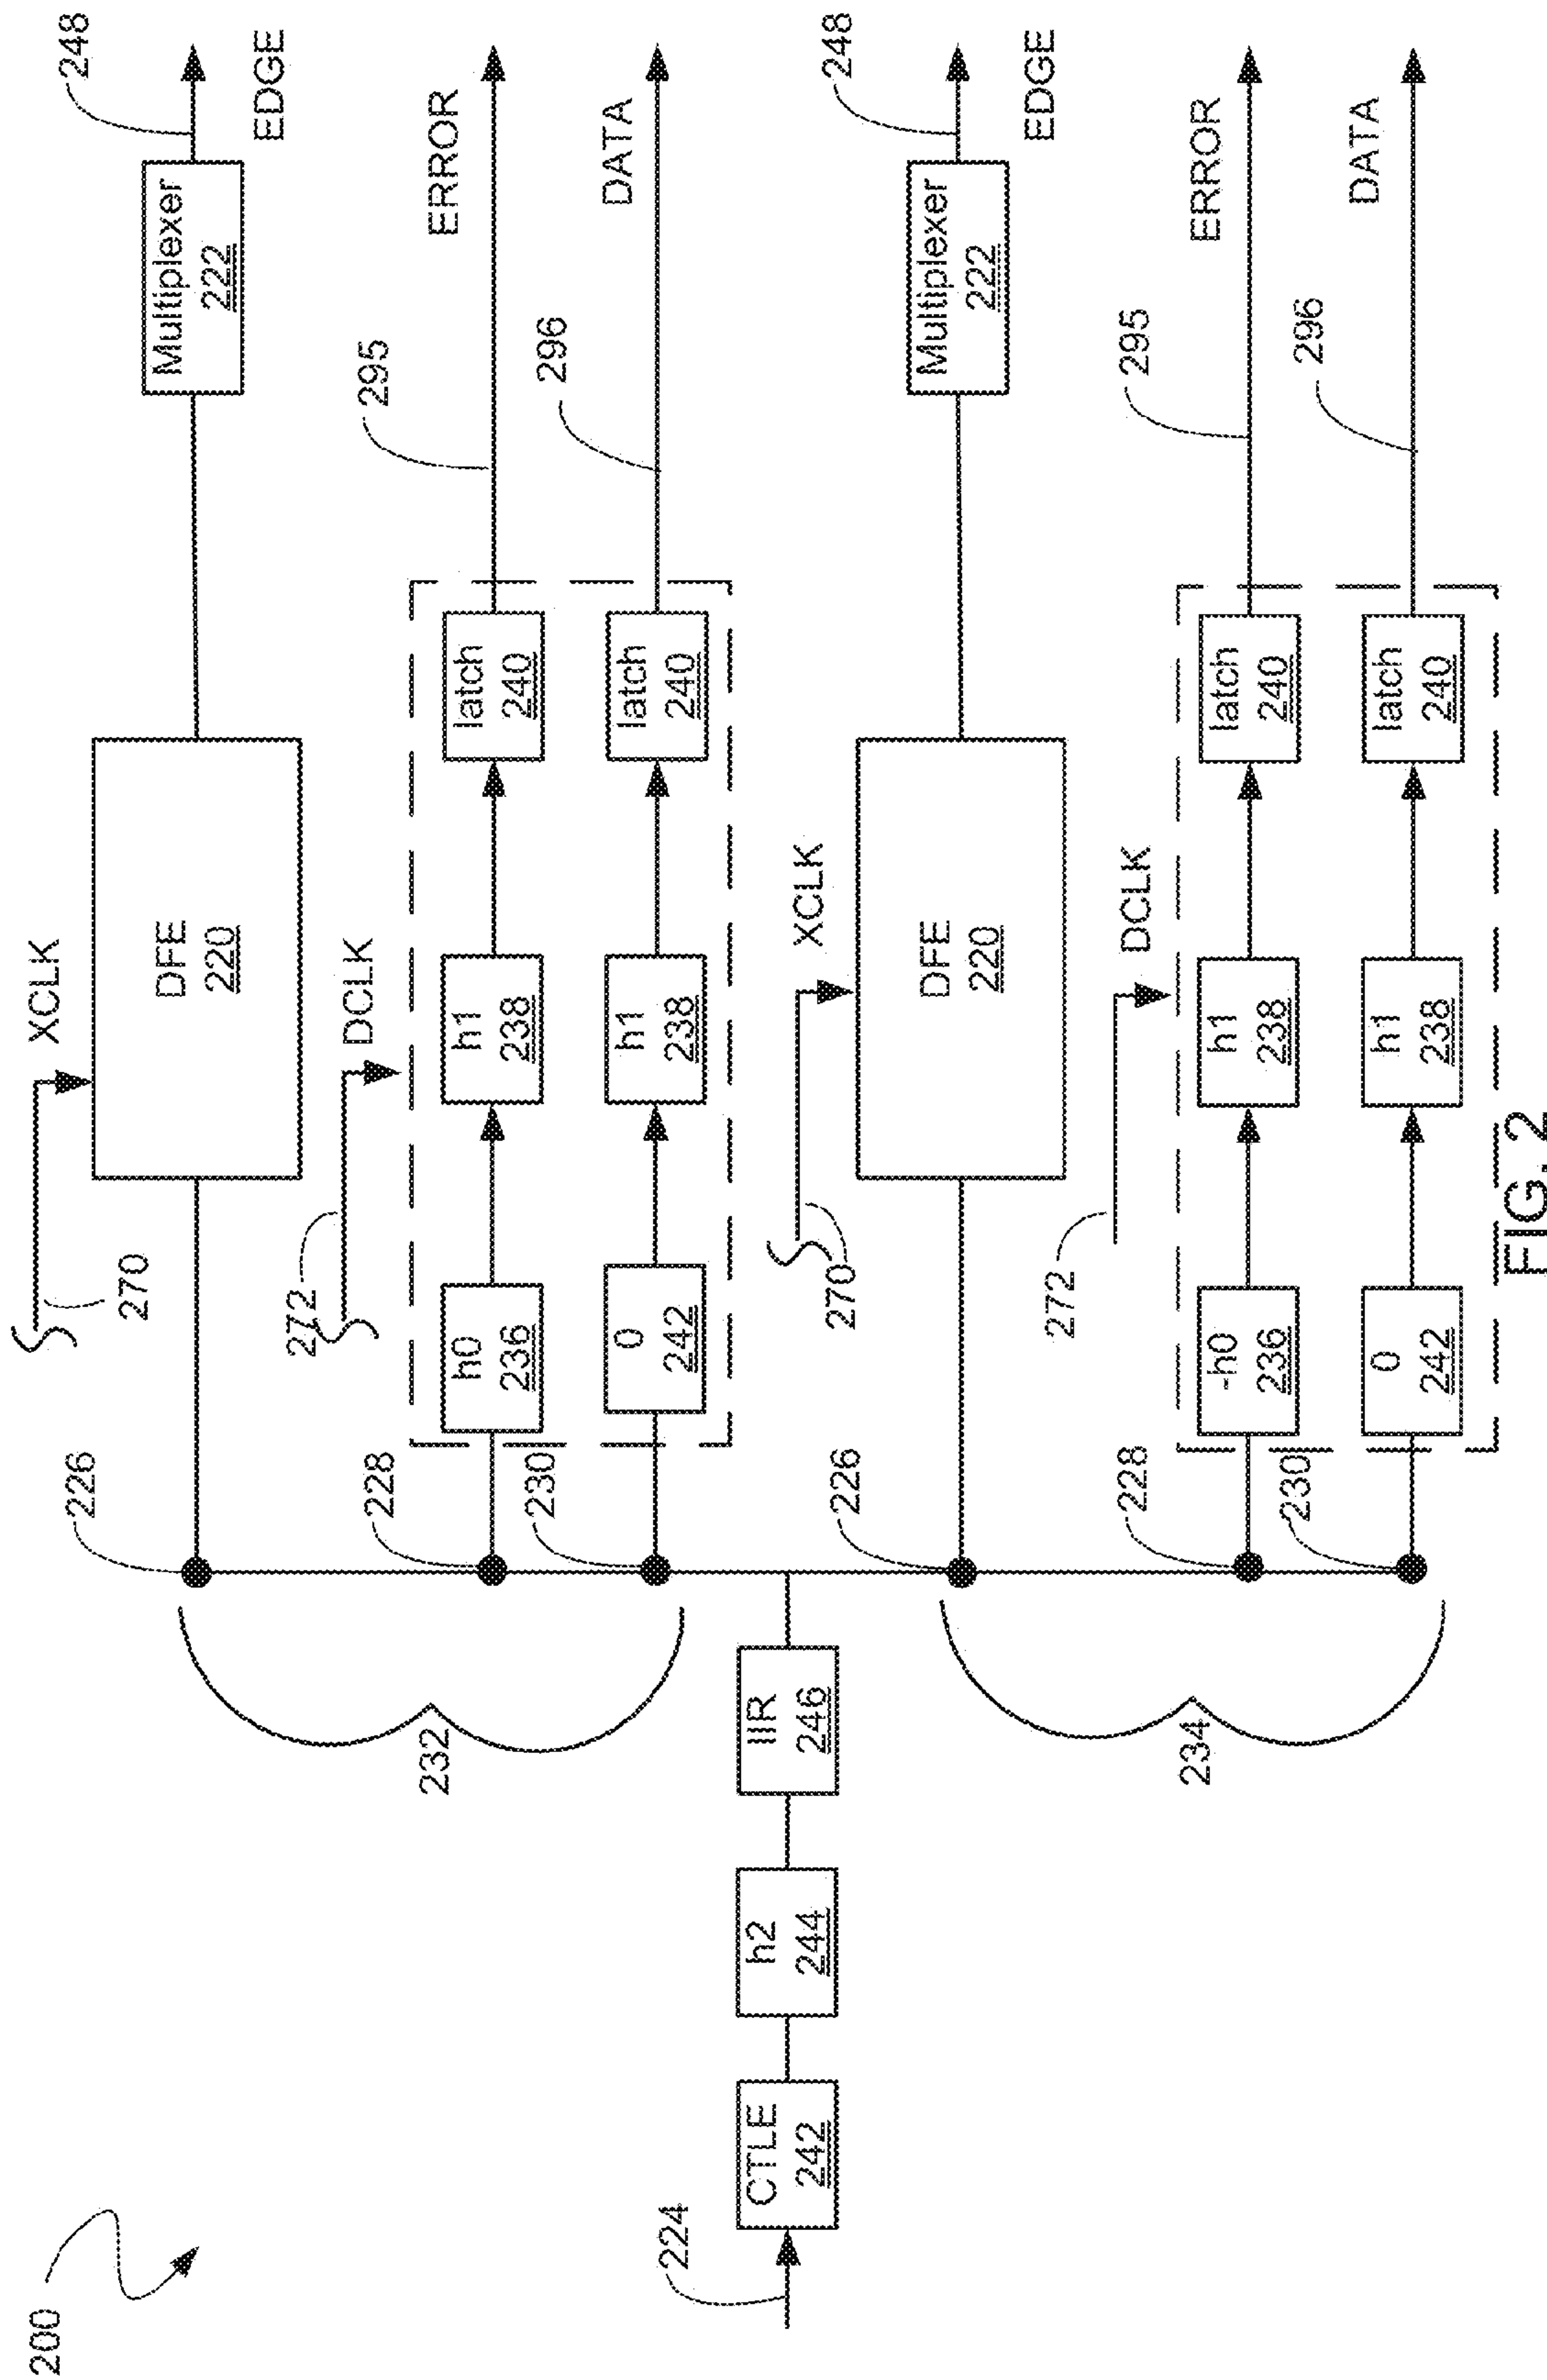 200
224
CTLE
242
h2
244
IIR
246
232
234
226
228
230
XCLK
270
DFE
220
Multiplexer
222
248
EDGE
DCLK
272
h0
236
h1
238
latch
240
295
ERROR
0
242
h1
238
latch
240
296
DATA
226
228
230
XCLK
270
DFE
220
Multiplexer
222
248
EDGE
DCLK
272
-h0
236
h1
238
latch
240
295
ERROR
0
242
h1
238
latch
240
296
DATA
FIG. 2